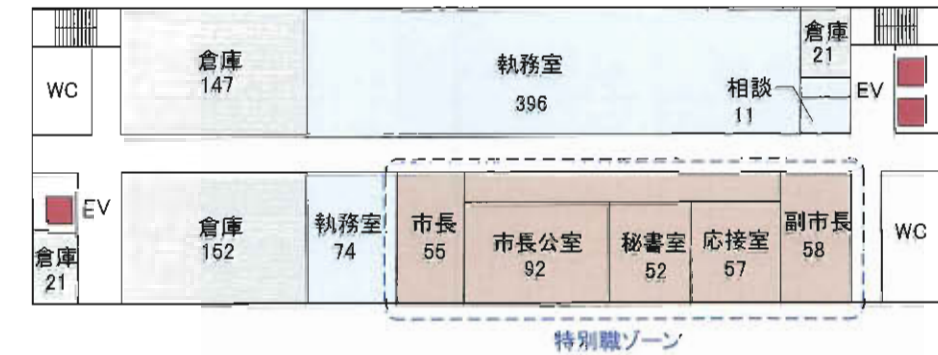 倉庫
147
執務室
396
倉庫
21
相談
11
WC
EV
EV
倉庫
21
倉庫
152
執務室
74
市長
55
市長公室
92
秘書室
52
応接室
57
副市長
58
WC
特別職ゾーン